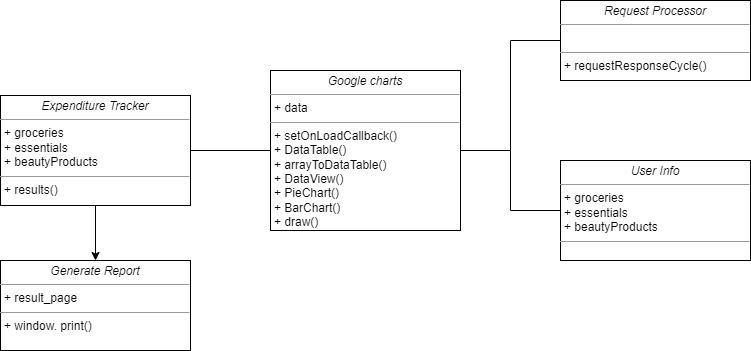 Request Processor
+ requestResponseCycle()
Google charts
+ data
+ setOnLoadCallback()
+ DataTable()
+ arrayToDataTable()
+ DataView()
+ PieChart()
+ BarChart()
+ draw()
Expenditure Tracker
+ groceries
+ essentials
+ beautyProducts
+ results()
User Info
+ groceries
+ essentials
+ beautyProducts
Generate Report
+ result_page
+ window. print()